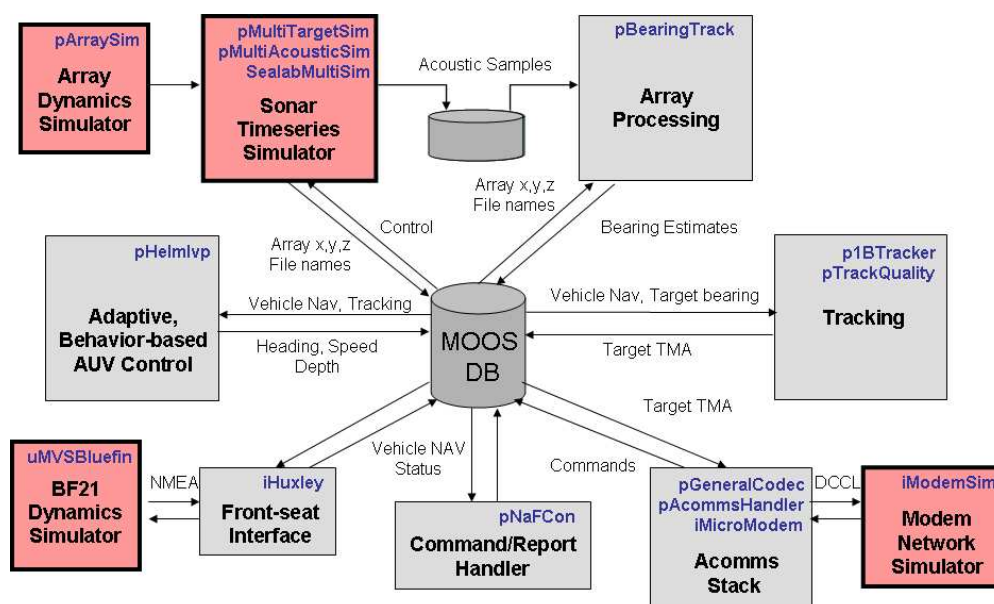 pArraySim
Array
Dynamics
Simulator
pMultiTargetSim
pMultiAcousticSim
SealabMultiSim
Sonar
Timeseries
Simulator
Acoustic Samples
pBearingTrack
Array
Processing
Array x,y,z
File names
Control
Array x,y,z
File names
Bearing Estimates
pHelmIvp
Adaptive,
Behavior-based
AUV Control
Vehicle Nav, Tracking
Heading, Speed
Depth
MOOS
DB
Vehicle Nav, Target bearing
Target TMA
p1BTracker
pTrackQuality
Tracking
Target TMA
Vehicle NAV
Status
Commands
uMVSBluefin
BF21
Dynamics
Simulator
NMEA
iHuxley
Front-seat
Interface
pNaFCon
Command/Report
Handler
pGeneralCodec
pAcommsHandler
iMicroModem
Acomms
Stack
DCCL
iModemSim
Modem
Network
Simulator